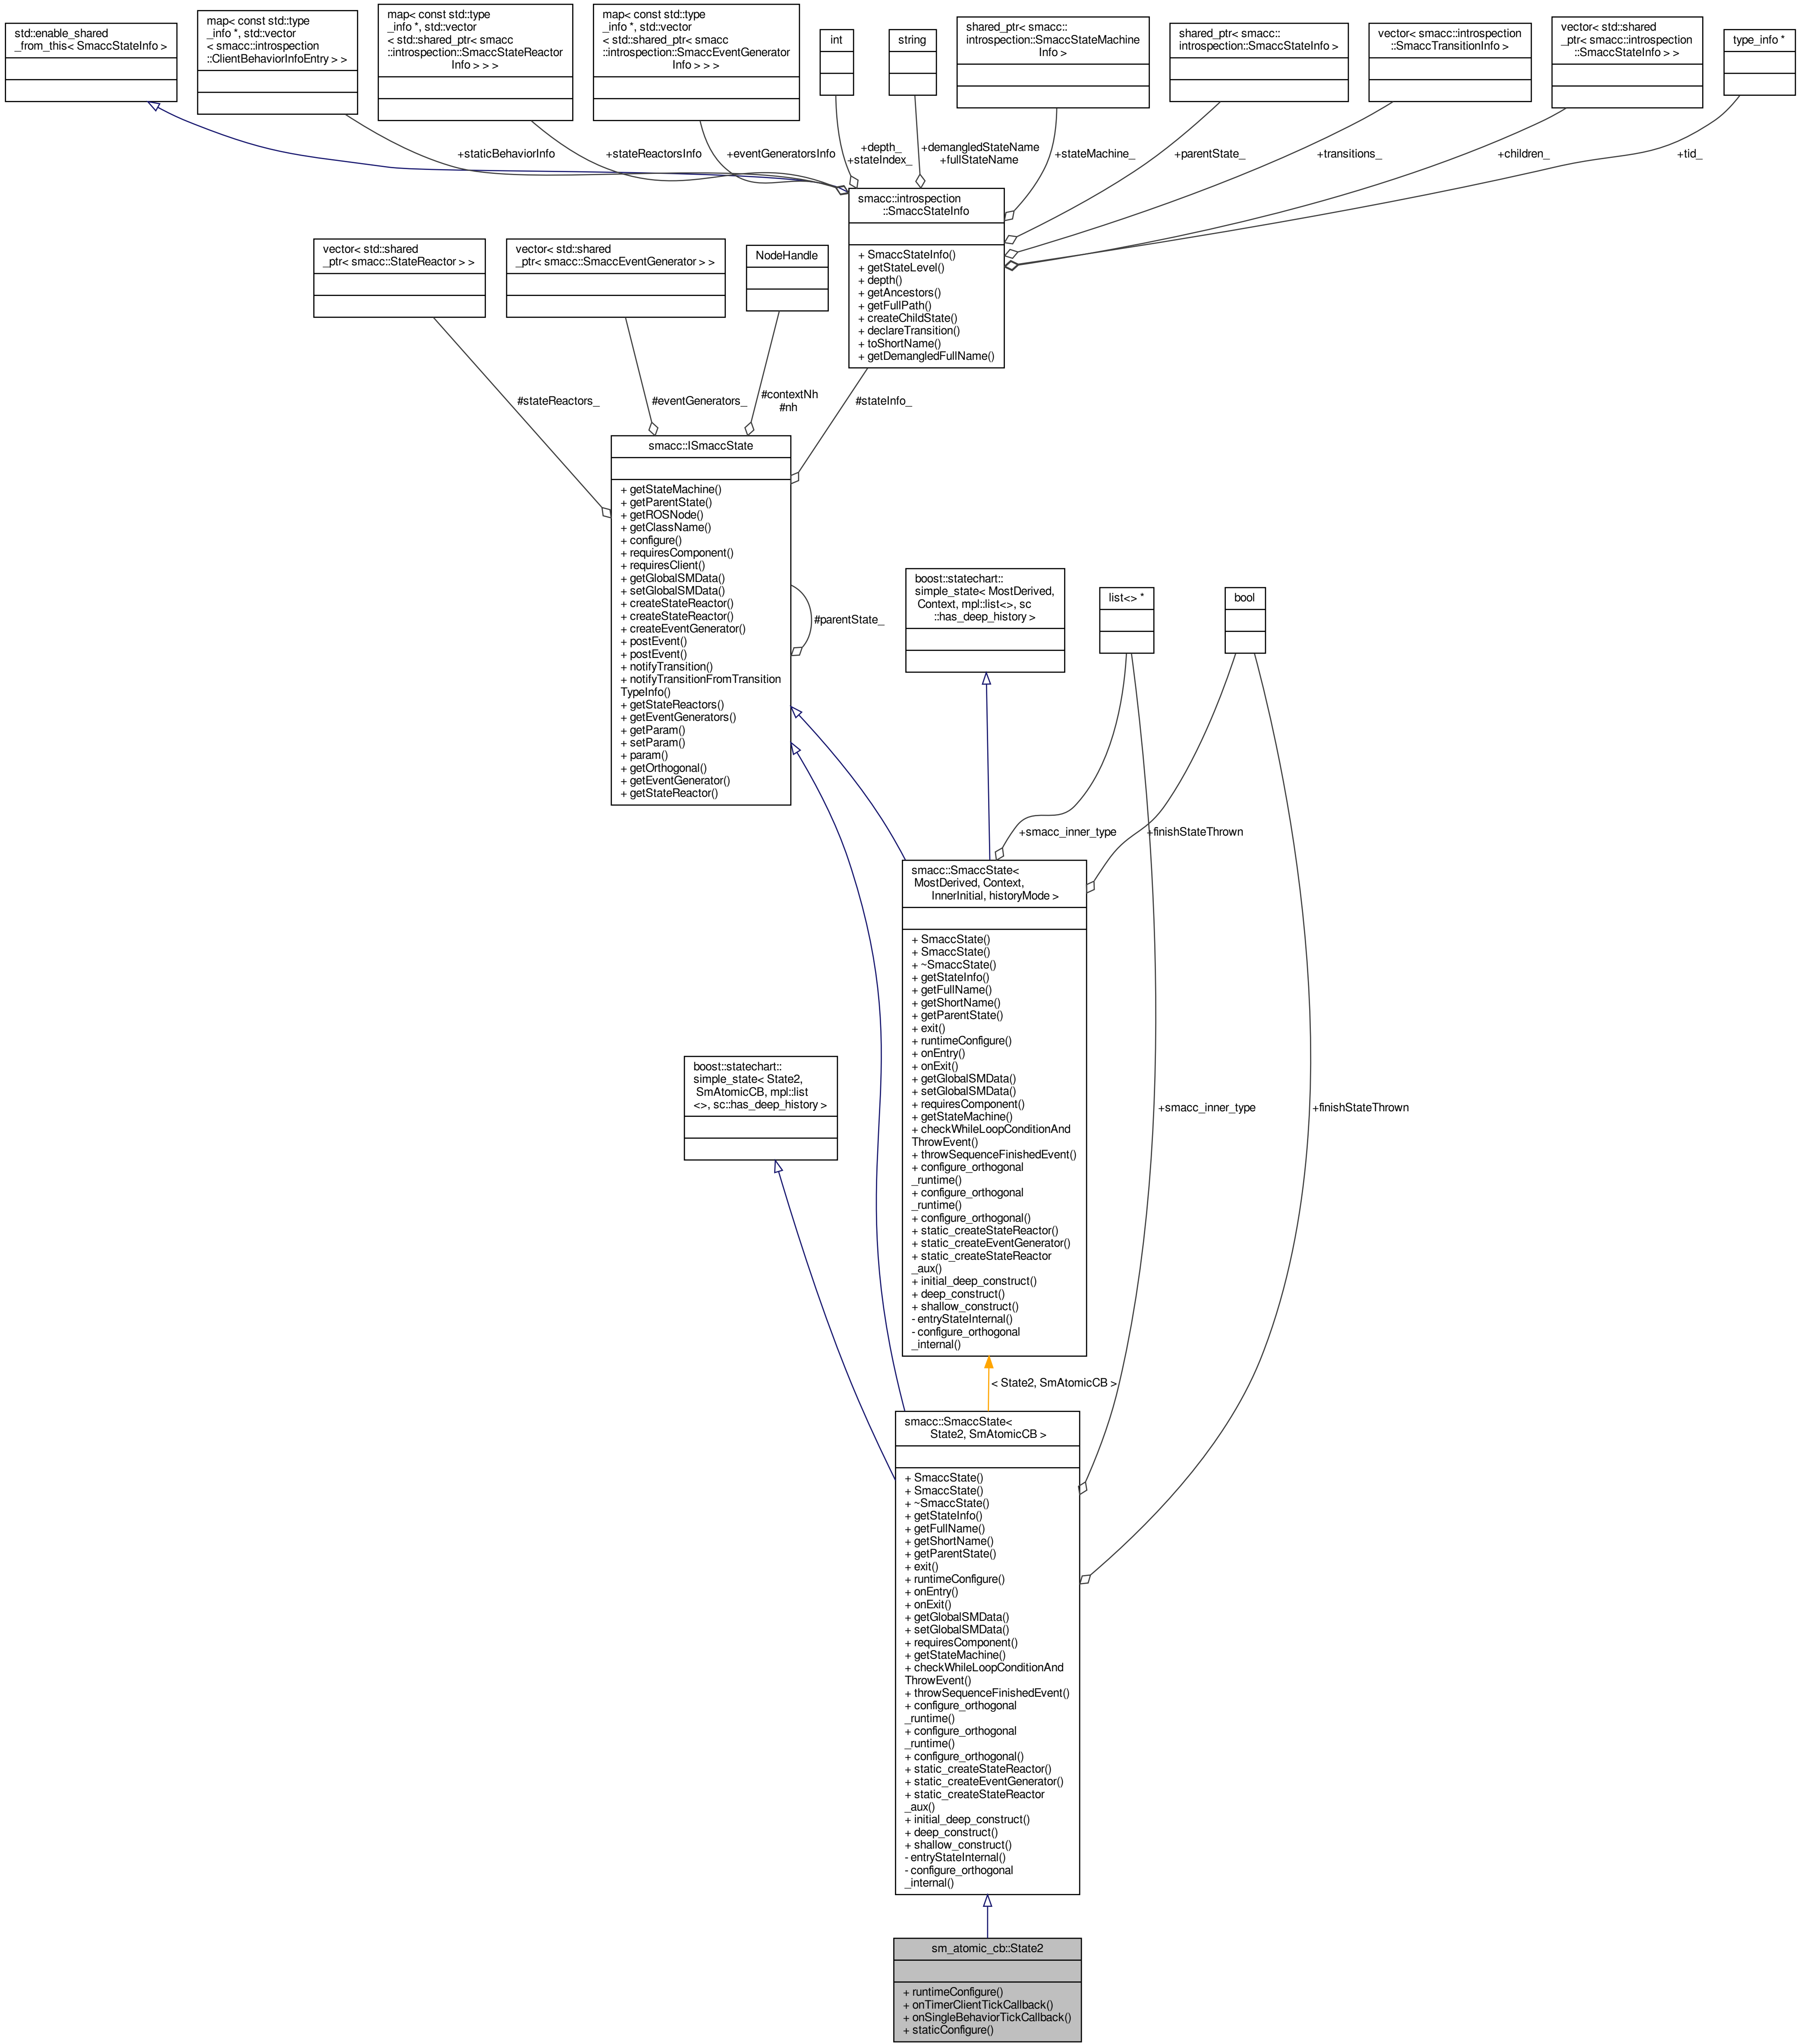 std::enable_shared
_from_this< SmaccStateInfo >
map< const std::type
_info *, std::vector
< smacc::introspection
::ClientBehaviorInfoEntry > >
map< const std::type
_info *, std::vector
< std::shared_ptr< smacc
::introspection::SmaccStateReactor
Info > > >
map< const std::type
_info *, std::vector
< std::shared_ptr< smacc
::introspection::SmaccEventGenerator
Info > > >
int
string
shared_ptr< smacc::
introspection::SmaccStateMachine
Info >
shared_ptr< smacc::
introspection::SmaccStateInfo >
vector< smacc::introspection
::SmaccTransitionInfo >
vector< std::shared
_ptr< smacc::introspection
::SmaccStateInfo > >
type_info *
+staticBehaviorInfo
+stateReactorsInfo
+eventGeneratorsInfo
+depth_
+stateIndex_
+demangledStateName
+fullStateName
+stateMachine_
+parentState_
+transitions_
+children_
+tid_
smacc::introspection
::SmaccStateInfo
+ SmaccStateInfo()
+ getStateLevel()
+ depth()
+ getAncestors()
+ getFullPath()
+ createChildState()
+ declareTransition()
+ toShortName()
+ getDemangledFullName()
vector< std::shared
_ptr< smacc::StateReactor > >
vector< std::shared
_ptr< smacc::SmaccEventGenerator > >
NodeHandle
#stateReactors_
#eventGenerators_
#contextNh
#nh
#stateInfo_
smacc::ISmaccState
+ getStateMachine()
+ getParentState()
+ getROSNode()
+ getClassName()
+ configure()
+ requiresComponent()
+ requiresClient()
+ getGlobalSMData()
+ setGlobalSMData()
+ createStateReactor()
+ createStateReactor()
+ createEventGenerator()
+ postEvent()
+ postEvent()
+ notifyTransition()
+ notifyTransitionFromTransition
TypeInfo()
+ getStateReactors()
+ getEventGenerators()
+ getParam()
+ setParam()
+ param()
+ getOrthogonal()
+ getEventGenerator()
+ getStateReactor()
#parentState_
boost::statechart::
simple_state< MostDerived,
Context, mpl::list<>, sc
::has_deep_history >
list<> *
bool
+smacc_inner_type
+finishStateThrown
smacc::SmaccState<
MostDerived, Context,
InnerInitial, historyMode >
+ SmaccState()
+ SmaccState()
+ ~SmaccState()
+ getStateInfo()
+ getFullName()
+ getShortName()
+ getParentState()
+ exit()
+ runtimeConfigure()
+ onEntry()
+ onExit()
+ getGlobalSMData()
+ setGlobalSMData()
+ requiresComponent()
+ getStateMachine()
+ checkWhileLoopConditionAnd
ThrowEvent()
+ throwSequenceFinishedEvent()
+ configure_orthogonal
_runtime()
+ configure_orthogonal
_runtime()
+ configure_orthogonal()
+ static_createStateReactor()
+ static_createEventGenerator()
+ static_createStateReactor
_aux()
+ initial_deep_construct()
+ deep_construct()
+ shallow_construct()
- entryStateInternal()
- configure_orthogonal
_internal()
boost::statechart::
simple_state< State2,
SmAtomicCB, mpl::list
<>, sc::has_deep_history >
+smacc_inner_type
+finishStateThrown
< State2, SmAtomicCB >
smacc::SmaccState<
State2, SmAtomicCB >
+ SmaccState()
+ SmaccState()
+ ~SmaccState()
+ getStateInfo()
+ getFullName()
+ getShortName()
+ getParentState()
+ exit()
+ runtimeConfigure()
+ onEntry()
+ onExit()
+ getGlobalSMData()
+ setGlobalSMData()
+ requiresComponent()
+ getStateMachine()
+ checkWhileLoopConditionAnd
ThrowEvent()
+ throwSequenceFinishedEvent()
+ configure_orthogonal
_runtime()
+ configure_orthogonal
_runtime()
+ configure_orthogonal()
+ static_createStateReactor()
+ static_createEventGenerator()
+ static_createStateReactor
_aux()
+ initial_deep_construct()
+ deep_construct()
+ shallow_construct()
- entryStateInternal()
- configure_orthogonal
_internal()
sm_atomic_cb::State2
+ runtimeConfigure()
+ onTimerClientTickCallback()
+ onSingleBehaviorTickCallback()
+ staticConfigure()